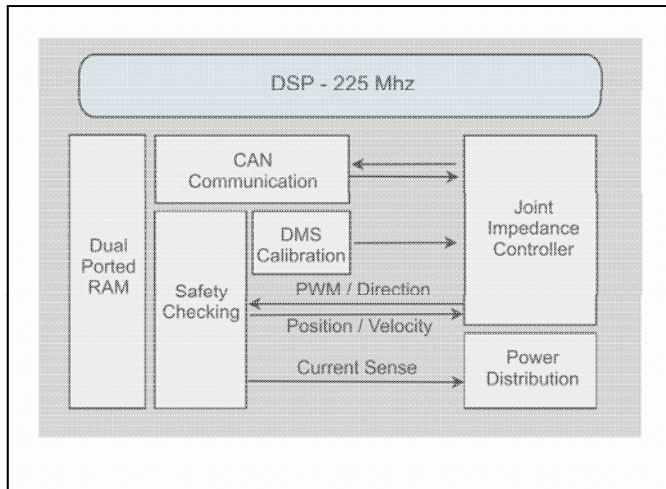 DSP - 225 Mhz
CAN
Communication
Dual
Ported
RAM
Safety
Checking
DMS
Calibration
Joint
Impedance
Controller
PWM / Direction
Position / Velocity
Current Sense
Power
Distribution